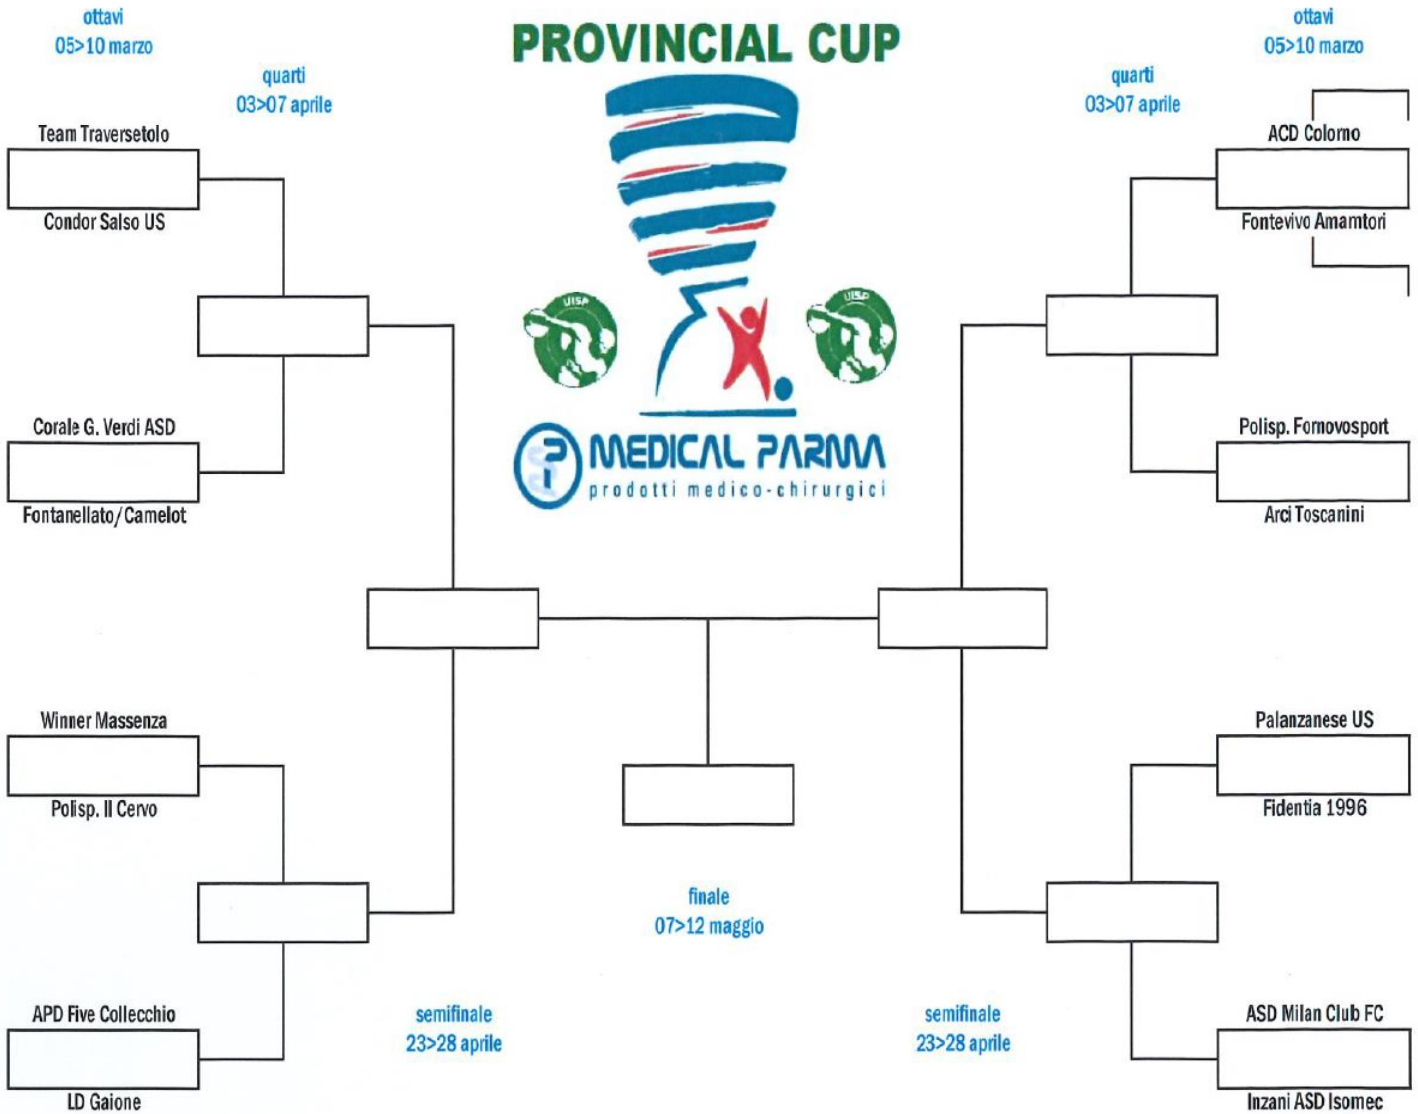 ottavi
05>10 marzo
quarti
03>07 aprile
PROVINCIAL CUP
ottavi
05>10 marzo
quarti
03>07 aprile
Team Traversetolo
Condor Salso US
Corale G. Verdi ASD
Fontanellato/Camelot
Winner Massenza
Polisp. Il Cervo
APD Five Collecchio
LD Gaione
UISP
UISP
MEDICAL PARMA
prodotti medico-chirurgici
ACD Colorno
Fontevivo Amamtori
Polisp. Fornovosport
Arci Toscanini
Palanzanese US
Fidentia 1996
ASD Milan Club FC
Inzani ASD Isomec
finale
07>12 maggio
semifinale
23>28 aprile
semifinale
23>28 aprile